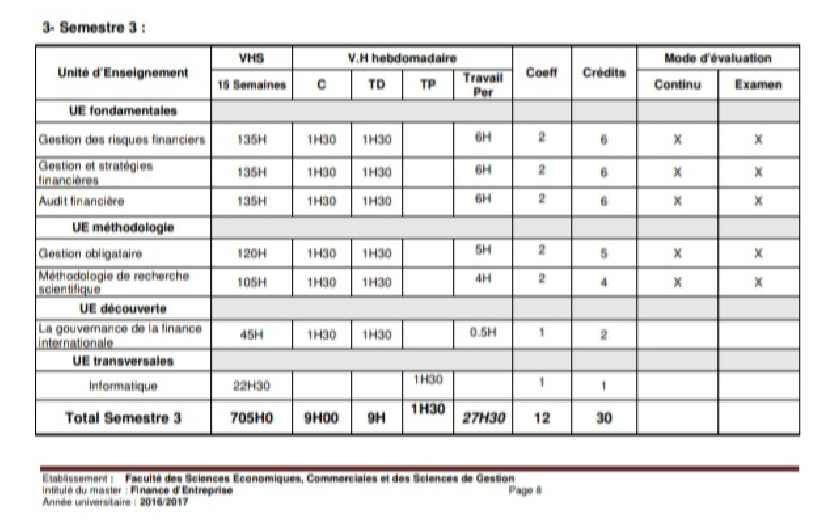 3- Semestre 3 :
Unité d'Enseignement VHS V.H hebdomadaire Coeff Crédits Mode d'évaluation
15 Semaines C TD TP Travail Per Continu Examen
UE fondamentales
Gestion des risques financiers 135H 1H30 1H30 6H 2 6 X X
Gestion et stratégies
financières 135H 1H30 1H30 6H 2 6 X X
Audit financière 135H 1H30 1H30 6H 2 6 X X
UE méthodologie
Gestion obligataire 120H 1H30 1H30 5H 2 5 X X
Méthodologie de recherche
scientifique 105H 1H30 1H30 4H 2 4 X X
UE découverte
La gouvernance de la finance
internationale 45H 1H30 1H30 0.5H 1 2
UE transversales
Informatique 22H30 1H30 1 1
Total Semestre 3 705H0 9H00 9H 1H30 27H30 12 30
Etablissement : Faculté des Sciences Economiques, Commerciales et des Sciences de Gestion
Intitulé du master : Finance d'Entreprise Page 8
Année universitaire : 2016/2017